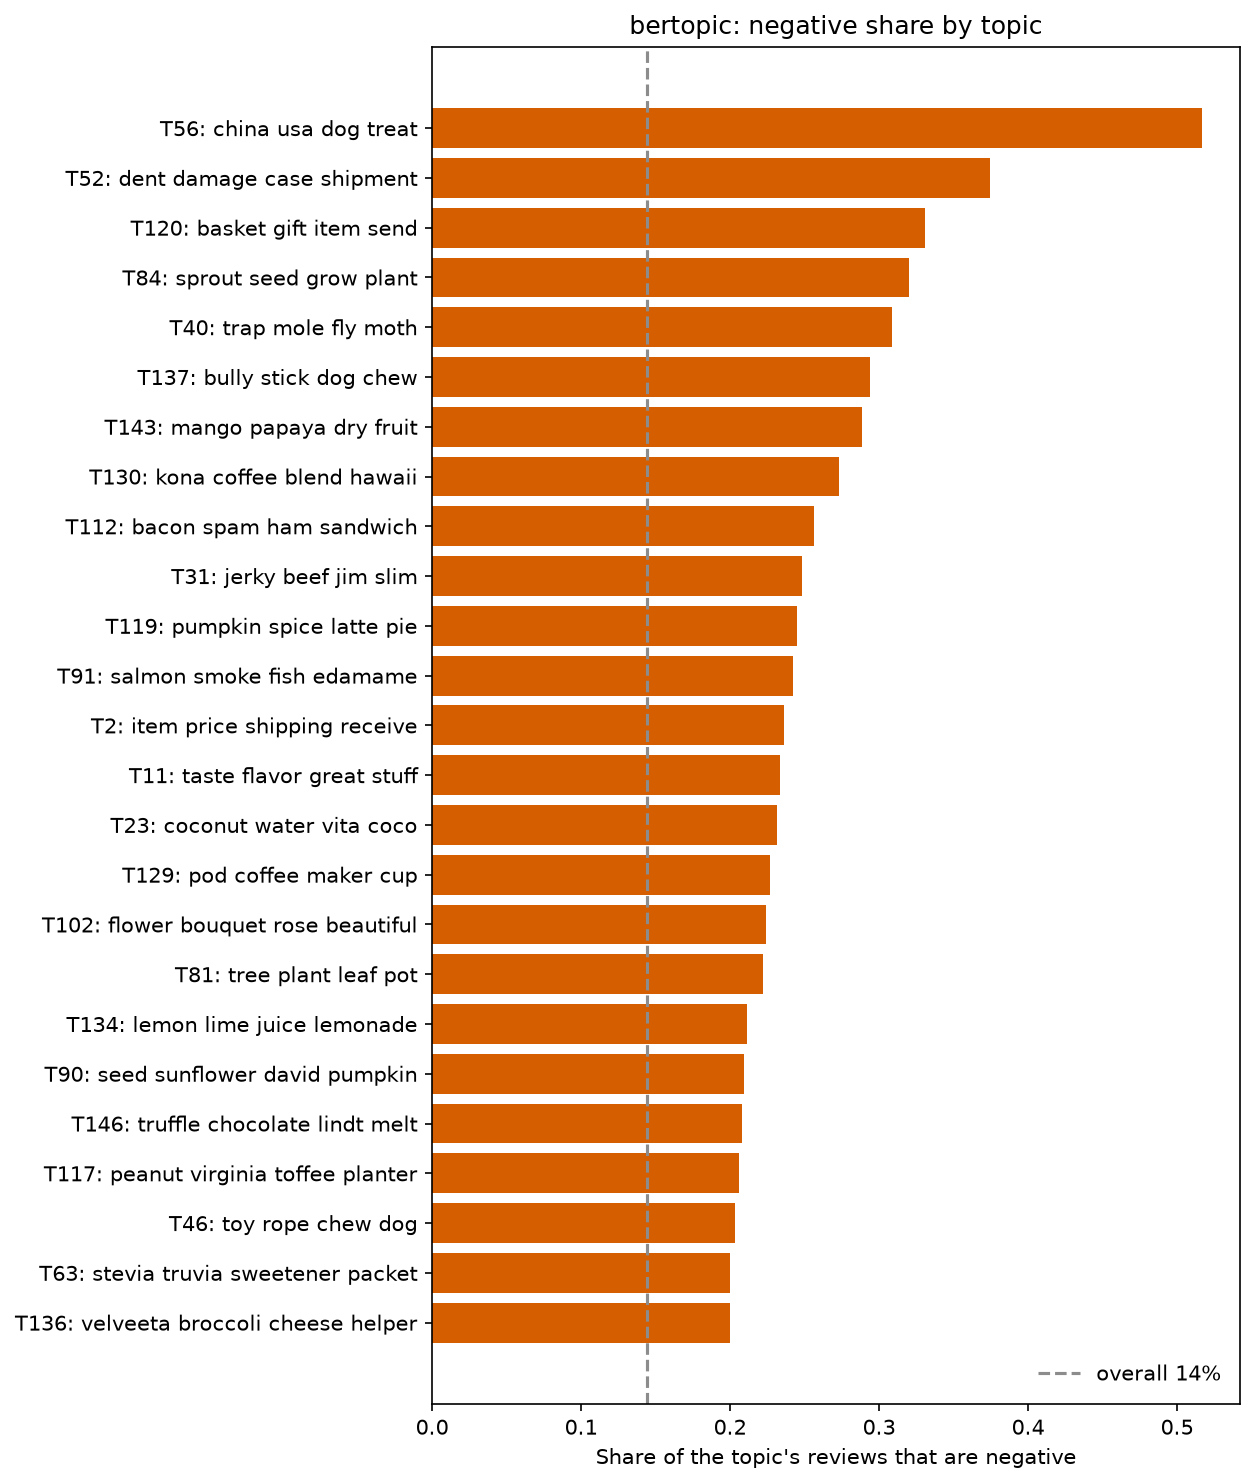 bertopic: negative share by topic
T56: china usa dog treat
T52: dent damage case shipment
T120: basket gift item send
T84: sprout seed grow plant
T40: trap mole fly moth
T137: bully stick dog chew
T143: mango papaya dry fruit
T130: kona coffee blend hawaii
T112: bacon spam ham sandwich
T31: jerky beef jim slim
T119: pumpkin spice latte pie
T91: salmon smoke fish edamame
T2: item price shipping receive
T11: taste flavor great stuff
T23: coconut water vita coco
T129: pod coffee maker cup
T102: flower bouquet rose beautiful
T81: tree plant leaf pot
T134: lemon lime juice lemonade
T90: seed sunflower david pumpkin
T146: truffle chocolate lindt melt
T117: peanut virginia toffee planter
T46: toy rope chew dog
T63: stevia truvia sweetener packet
T136: velveeta broccoli cheese helper
overall 14%
0.0 0.1 0.2 0.3 0.4 0.5
Share of the topic's reviews that are negative